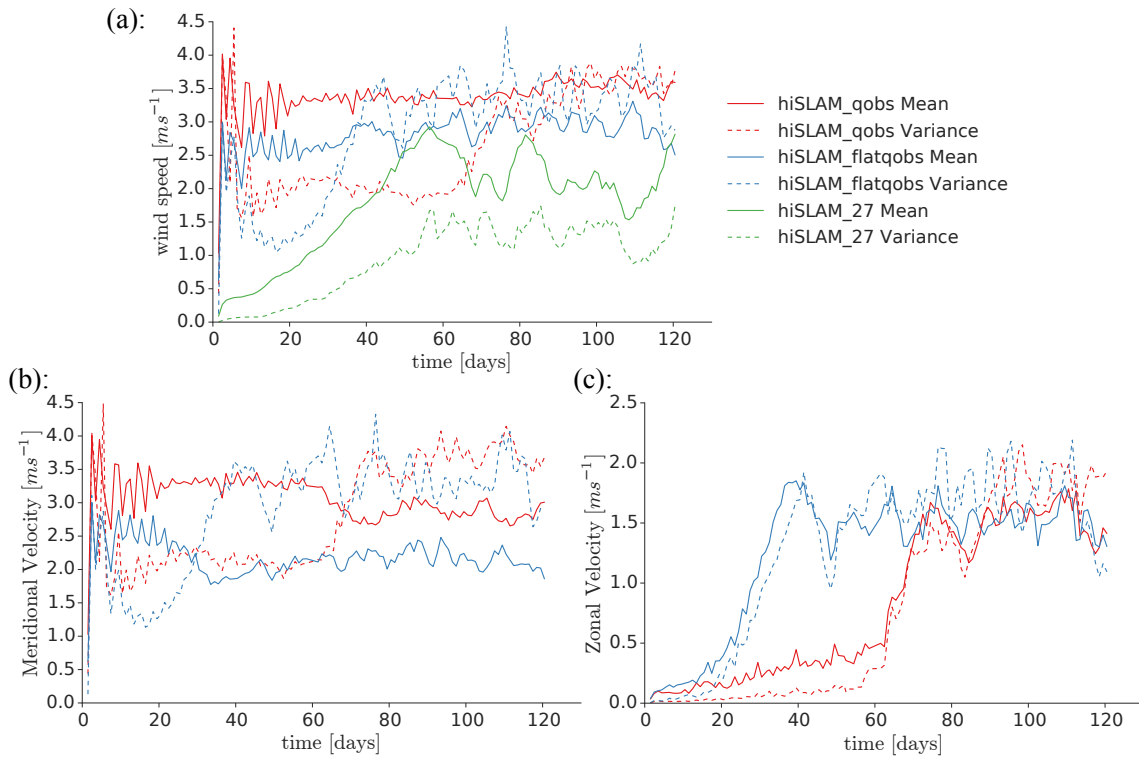 (a):
4.5
4.0
3.5
3.0
2.5
2.0
1.5
1.0
0.5
0.0
wind speed [ms⁻¹]
0 20 40 60 80 100 120
time [days]
hiSLAM_qobs Mean
hiSLAM_qobs Variance
hiSLAM_flatqobs Mean
hiSLAM_flatqobs Variance
hiSLAM_27 Mean
hiSLAM_27 Variance
(b):
4.5
4.0
3.5
3.0
2.5
2.0
1.5
1.0
0.5
0.0
Meridional Velocity [ms⁻¹]
0 20 40 60 80 100 120
time [days]
(c):
2.5
2.0
1.5
1.0
0.5
0.0
Zonal Velocity [ms⁻¹]
0 20 40 60 80 100 120
time [days]